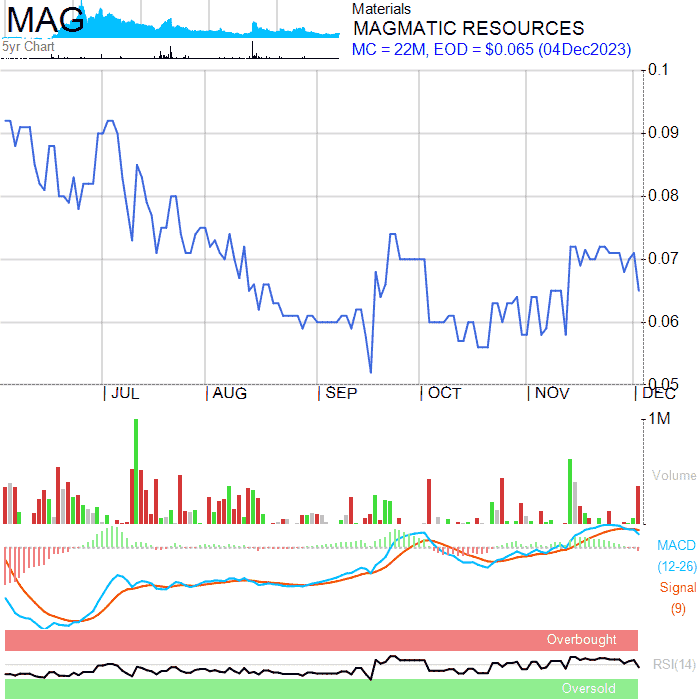 MAG
Materials
MAGMATIC RESOURCES
5yr Chart
MC = 22M, EOD = $0.065 (04Dec2023)
0.1
0.09
0.08
0.07
0.06
0.05
JUL AUG SEP OCT NOV DEC
1M
Volume
MACD
(12-26)
Signal
(9)
Overbought
RSI(14)
Oversold